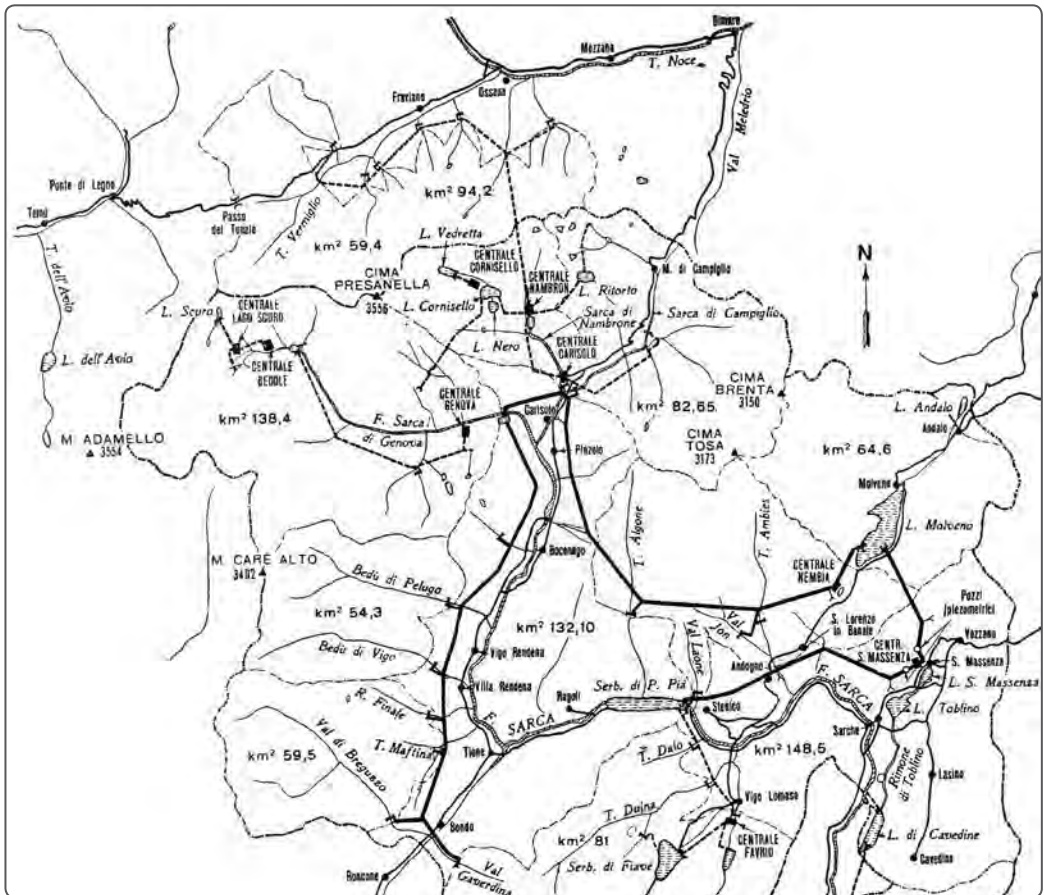 Dimaro
Mezzana
T. Noce
Ossana
Fraviano
Val Meledrio
Ponte di Legno
Temù
Passo
del Tonale
T. Vermiglio
km² 94,2
km² 59,4
T. dell'Avio
L. Vedretta
CENTRALE
CORNISELLO
CENTRALE
NAMBRON
M. di Campiglio
N
CIMA
PRESANELLA
3556
L. Cornisello
L. Ritorto
Sarca di
Nambrone
Sarca di Campiglio
L. Scuro
CENTRALE
LAGO SCURO
L. Nero
CENTRALE
CARISOLO
L. dell'Avio
CENTRALE
BEDOLE
CENTRALE
GENOVA
CIMA
BRENTA
3150
km² 138,4
F. Sarca
di Genova
Carisolo
km² 82,65
L. Andalo
Andalo
M. ADAMELLO
3554
Pinzolo
CIMA
TOSA
3173
km² 64,6
Molveno
L. Molveno
T. Algone
T. Ambies
M. CARÉ ALTO
3402
Bocenago
CENTRALE
NEMBIA
Bedù di Pelugo
Pozzi
piezometrici
km² 54,3
km² 132,10
Val
Jon
S. Lorenzo
in Banale
CENTR.
S. MASSENZA
Vezzano
Bedù di Vigo
Vigo Rendena
Val Laone
Andogno
S. Massenza
L. S. Massenza
Villa Rendena
Ragoli
Serb. di P. Pià
F. SARCA
L. Toblino
R. Finale
F. SARCA
Stenico
Sarche
km² 59,5
Val di Breguzzo
T. Maftina
Tione
T. Dalo
km² 148,5
Rimone
di Toblino
Lasino
T. Duina
Vigo Lomaso
Bondo
km² 81
CENTRALE
FAVRIO
L. di Cavedine
Cavedine
Roncone
Val
Gaverdina
Serb. di Fiavè